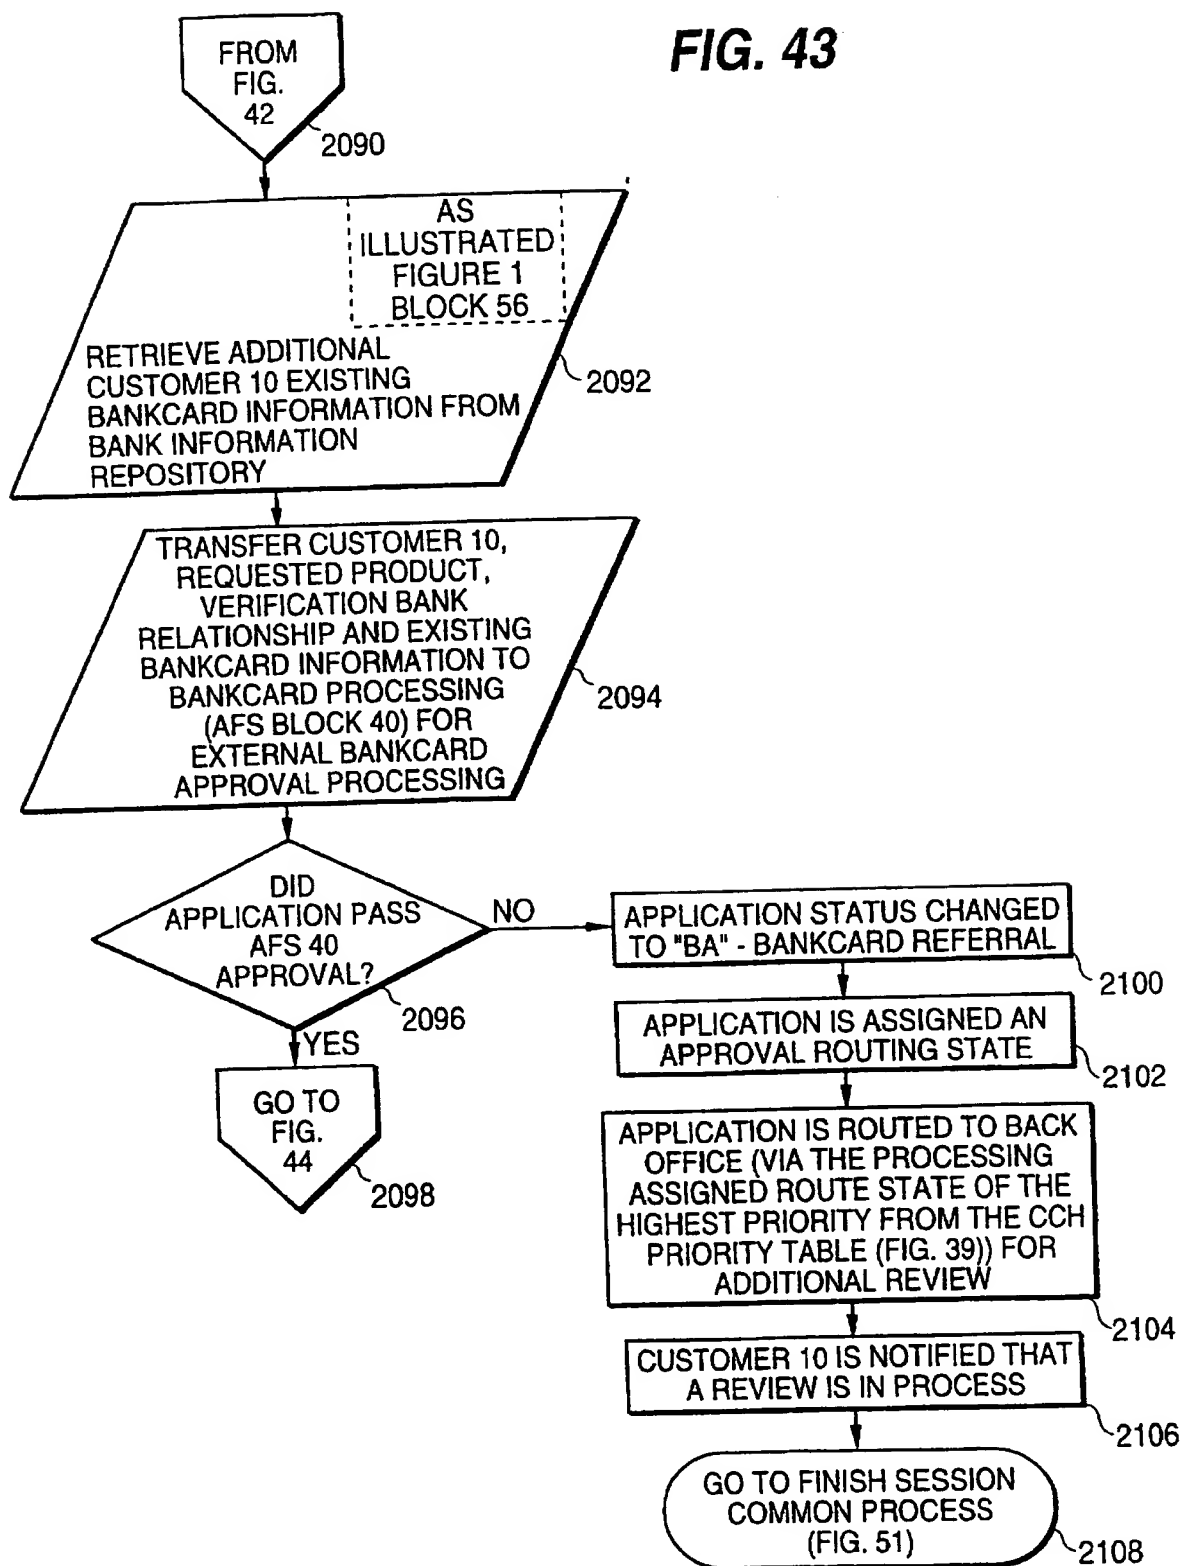 FIG. 43
FROM
FIG.
42
2090
AS
ILLUSTRATED
FIGURE 1
BLOCK 56
RETRIEVE ADDITIONAL
CUSTOMER 10 EXISTING
BANKCARD INFORMATION FROM
BANK INFORMATION
REPOSITORY
2092
TRANSFER CUSTOMER 10,
REQUESTED PRODUCT,
VERIFICATION BANK
RELATIONSHIP AND EXISTING
BANKCARD INFORMATION TO
BANKCARD PROCESSING
(AFS BLOCK 40) FOR
EXTERNAL BANKCARD
APPROVAL PROCESSING
2094
DID
APPLICATION PASS
AFS 40
APPROVAL?
2096
NO
YES
GO TO
FIG.
44
2098
APPLICATION STATUS CHANGED
TO "BA" - BANKCARD REFERRAL
2100
APPLICATION IS ASSIGNED AN
APPROVAL ROUTING STATE
2102
APPLICATION IS ROUTED TO BACK
OFFICE (VIA THE PROCESSING
ASSIGNED ROUTE STATE OF THE
HIGHEST PRIORITY FROM THE CCH
PRIORITY TABLE (FIG. 39)) FOR
ADDITIONAL REVIEW
2104
CUSTOMER 10 IS NOTIFIED THAT
A REVIEW IS IN PROCESS
2106
GO TO FINISH SESSION
COMMON PROCESS
(FIG. 51)
2108